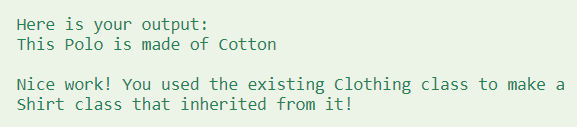 Here is your output:
This Polo is made of Cotton
Nice work! You used the existing Clothing class to make a
Shirt class that inherited from it!